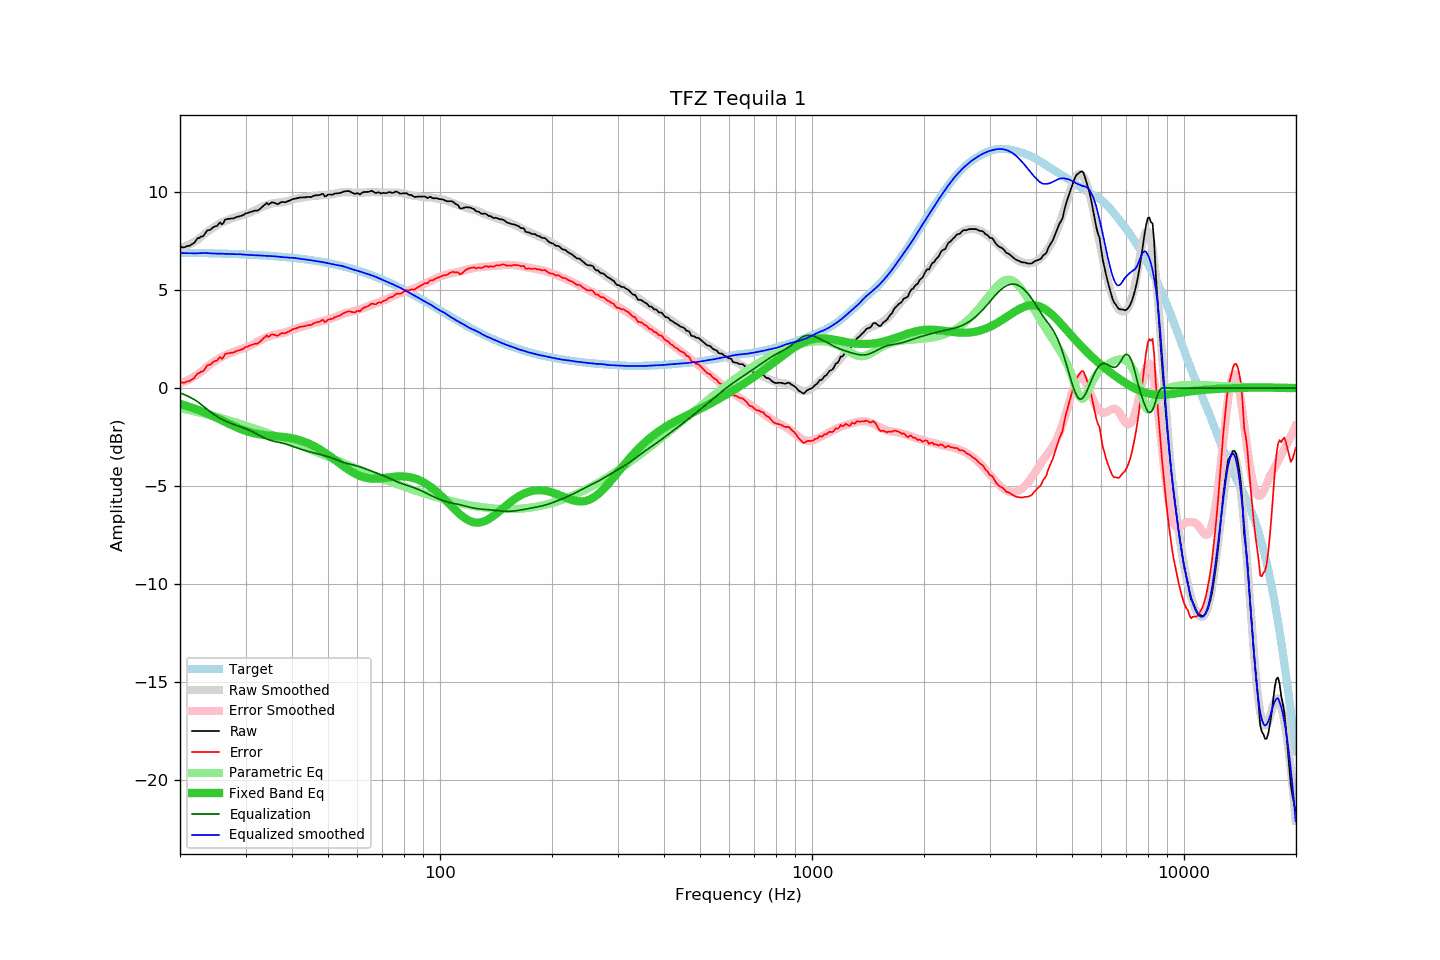 TFZ Tequila 1
Amplitude (dBr)
10
5
0
−5
−10
−15
−20
Target
Raw Smoothed
Error Smoothed
Raw
Error
Parametric Eq
Fixed Band Eq
Equalization
Equalized smoothed
100
1000
10000
Frequency (Hz)